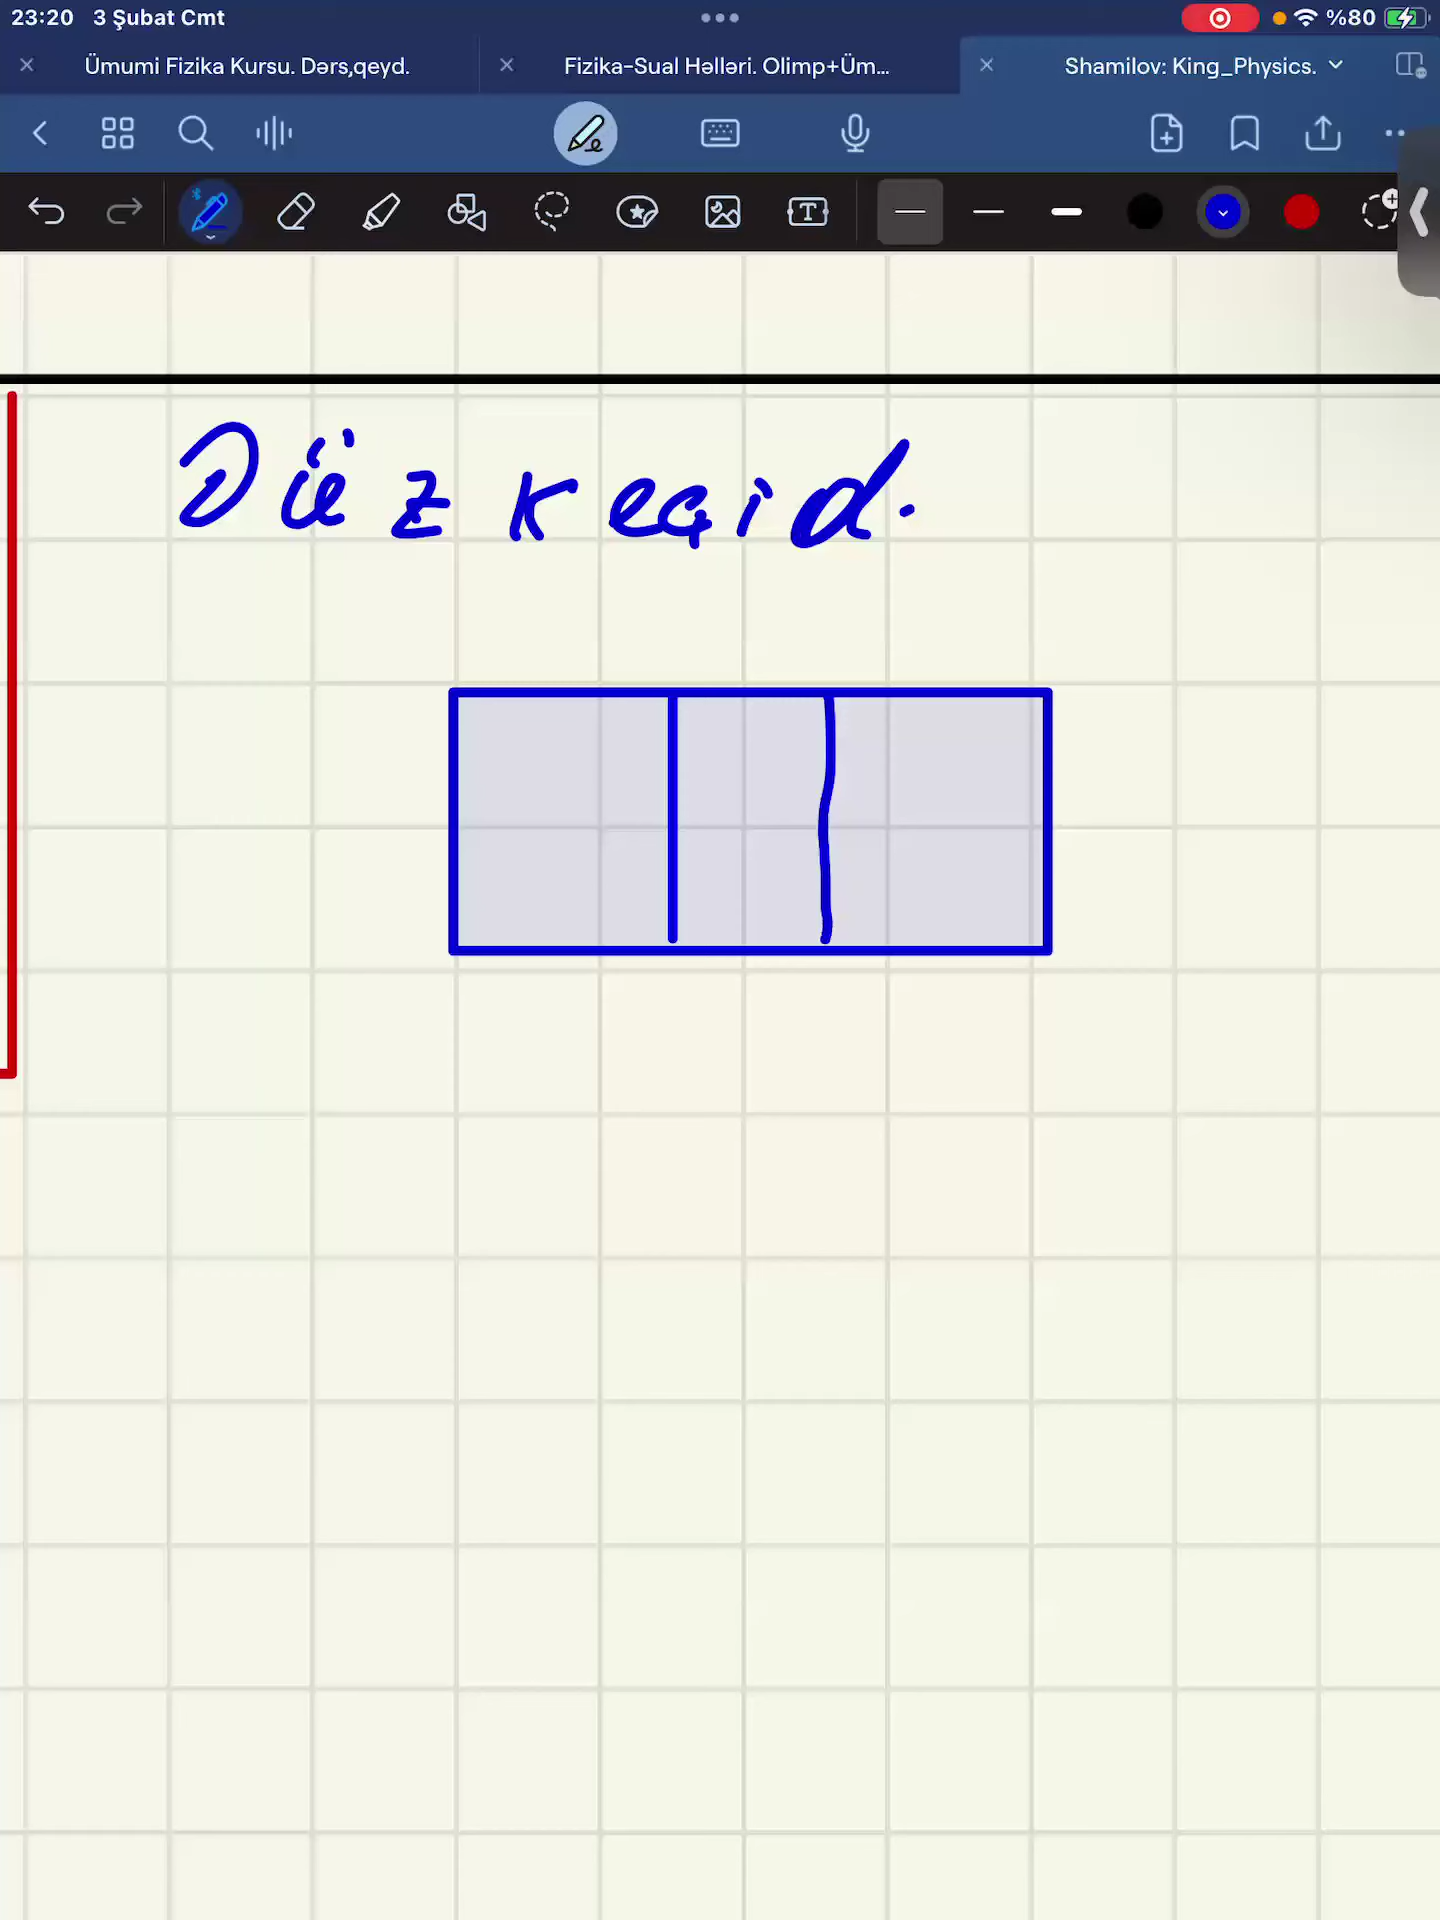 23:20 3 Şubat Cmt %80
Ümumi Fizika Kursu. Dərs,qeyd. Fizika-Sual Həlləri. Olimp+Üm... Shamilov: King_Physics.
Düz keçid.